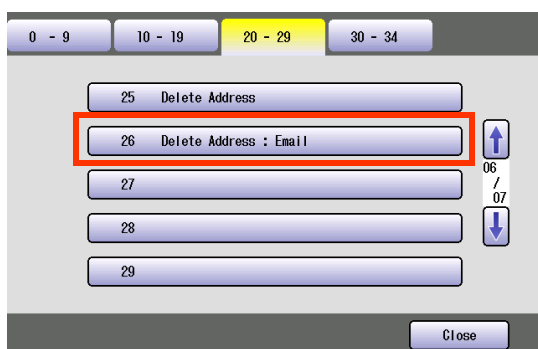 0 - 9 10 - 19 20 - 29 30 - 34
25 Delete Address
26 Delete Address : Email
06
/
07
27
28
29
Close